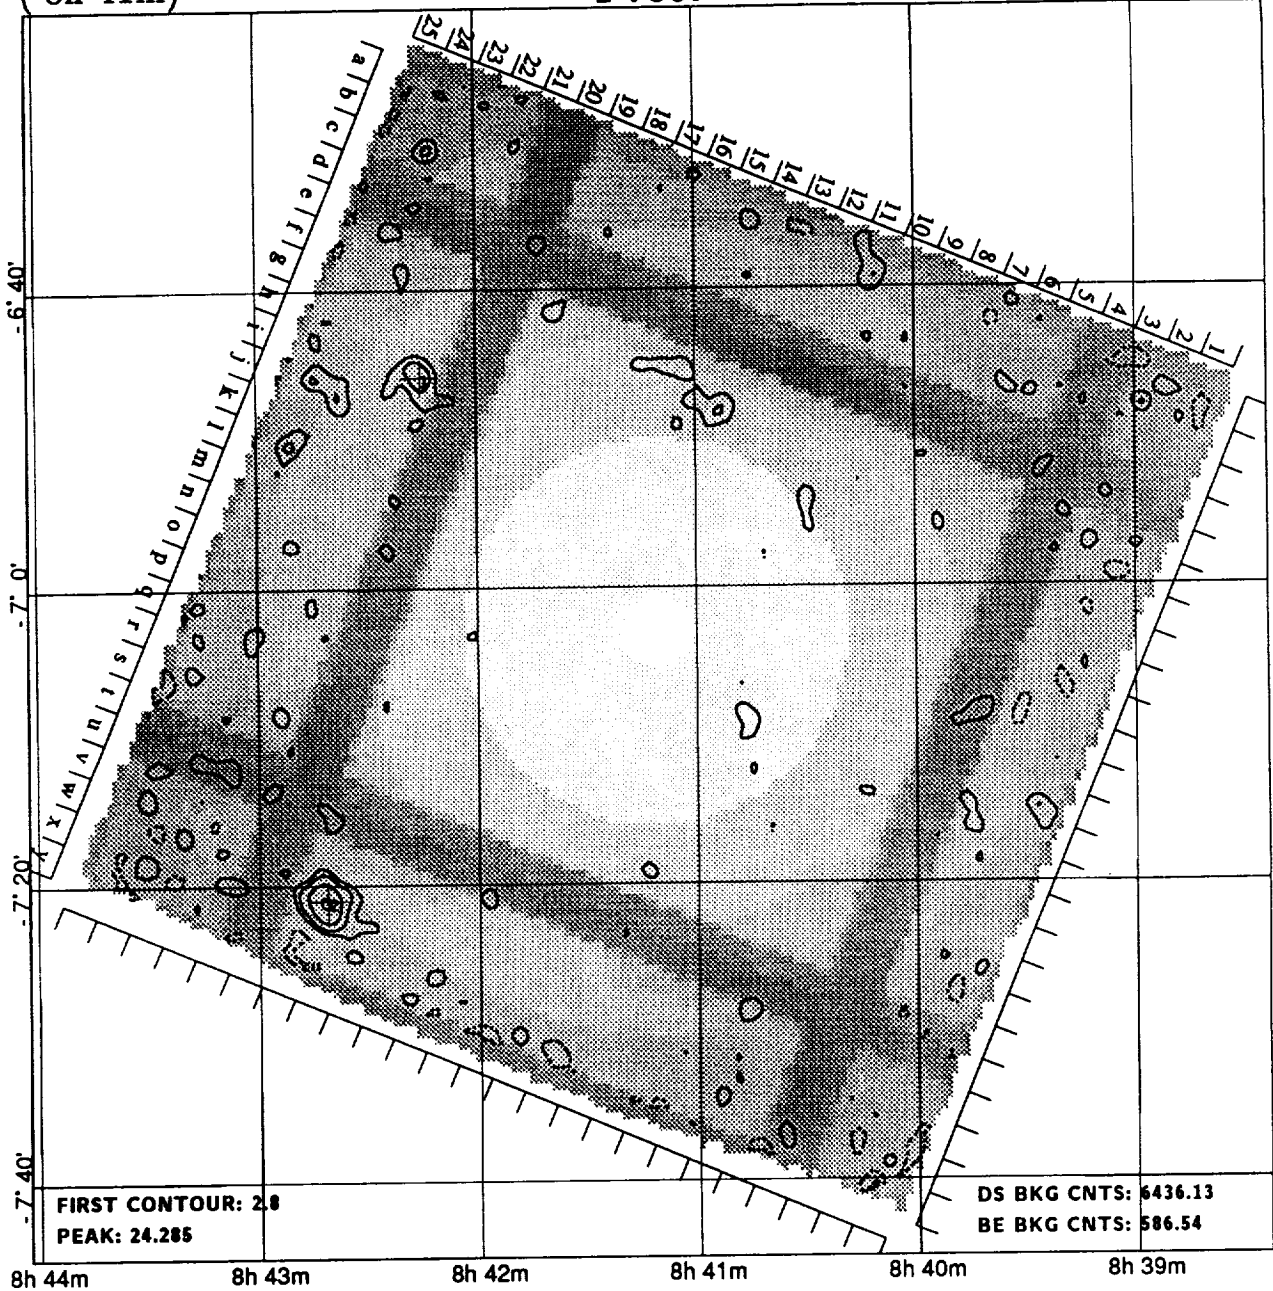 on film)
25 24 23 22 21 20 19 18 17 16 15 14 13 12 11 10 9 8 7 6 5 4 3 2 1
a b c d e f g h i j k l m n o p q r s t u v w x y
- 6° 40'
- 7° 0'
- 7° 20'
- 7° 40'
FIRST CONTOUR: 2.8
PEAK: 24.285
DS BKG CNTS: 6436.13
BE BKG CNTS: 586.54
8h 44m 8h 43m 8h 42m 8h 41m 8h 40m 8h 39m